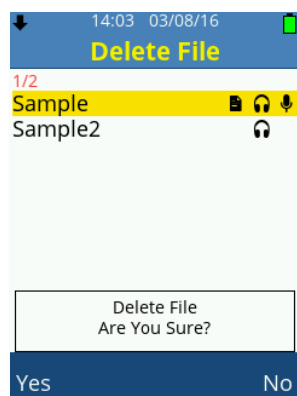 14:03 03/08/16
Delete File
1/2
Sample
Sample2
Delete File
Are You Sure?
Yes No